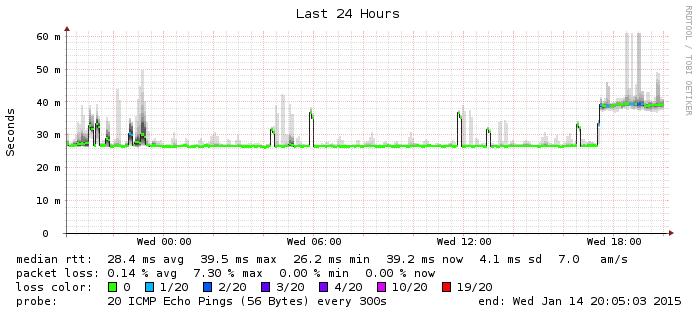 Last 24 Hours
RRDTOOL / TOBI OETIKER
Seconds
60 m
50 m
40 m
30 m
20 m
10 m
0
Wed 00:00 Wed 06:00 Wed 12:00 Wed 18:00
median rtt: 28.4 ms avg 39.5 ms max 26.2 ms min 39.2 ms now 4.1 ms sd 7.0 am/s
packet loss: 0.14 % avg 7.30 % max 0.00 % min 0.00 % now
loss color: 0 1/20 2/20 3/20 4/20 10/20 19/20
probe: 20 ICMP Echo Pings (56 Bytes) every 300s end: Wed Jan 14 20:05:03 2015